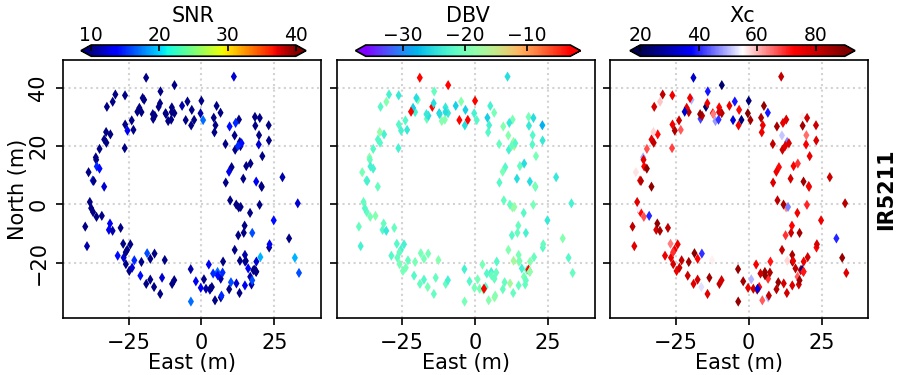 SNR DBV Xc
10 20 30 40 −30 −20 −10 20 40 60 80
40
20
0
−20
North (m)
IR5211
−25 0 25 −25 0 25 −25 0 25
East (m) East (m) East (m)